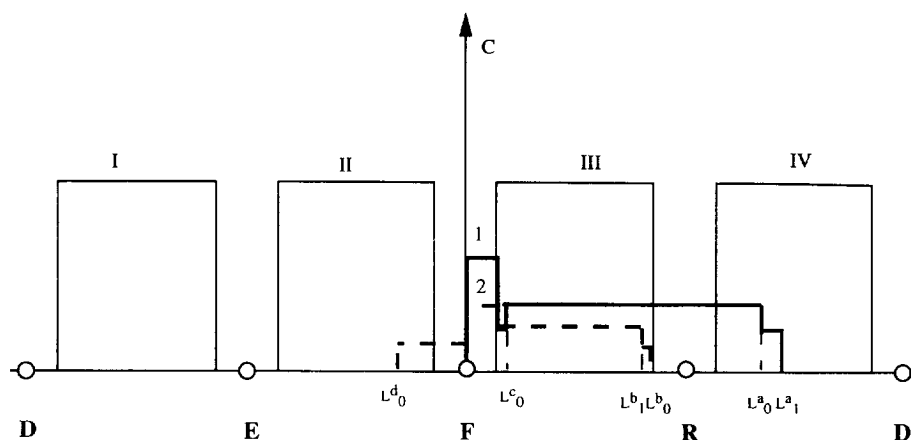 C
I II III IV
1
2
L^d_0 L^c_0 L^b_1 L^b_0 L^a_0 L^a_1
D E F R D